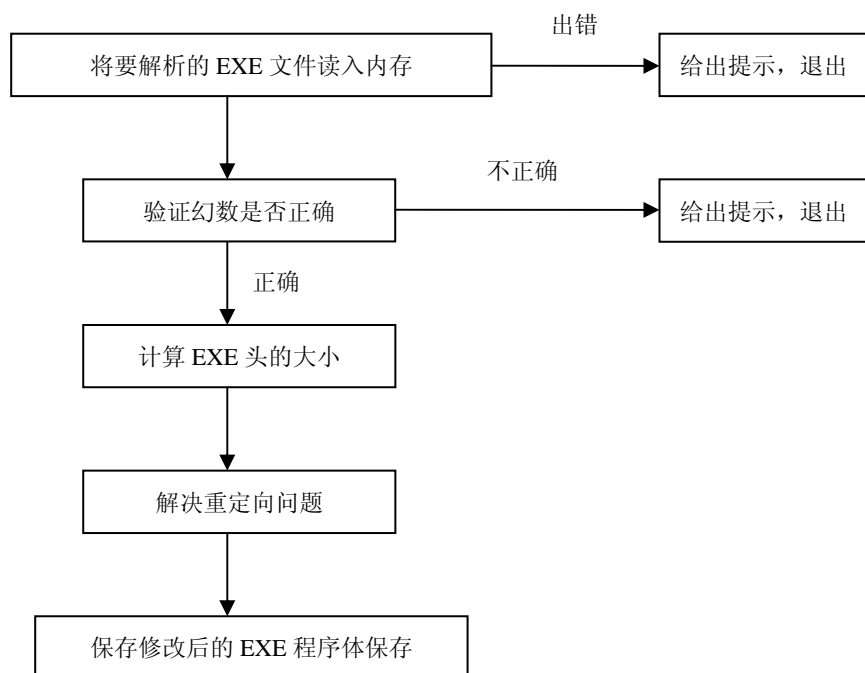 出错
将要解析的 EXE 文件读入内存
给出提示，退出
不正确
验证幻数是否正确
给出提示，退出
正确
计算 EXE 头的大小
解决重定向问题
保存修改后的 EXE 程序体保存